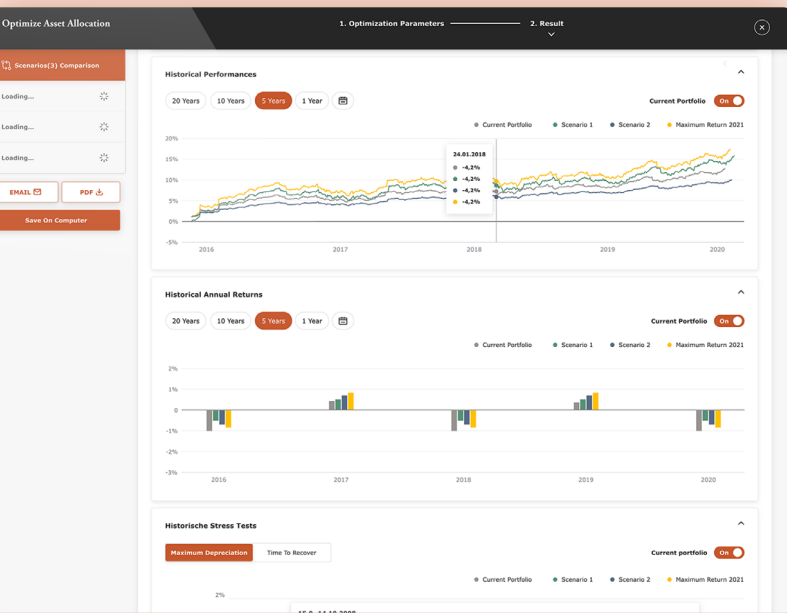 Optimize Asset Allocation
1. Optimization Parameters
2. Result
Scenarios(3) Comparison
Loading...
Loading...
Loading...
EMAIL
PDF
Save On Computer
Historical Performances
20 Years
10 Years
5 Years
1 Year
Current Portfolio
On
Current Portfolio
Scenario 1
Scenario 2
Maximum Return 2021
20%
15%
10%
5%
0%
-5%
24.01.2018
-4,2%
-4,2%
-4,2%
-4,2%
2016
2017
2018
2019
2020
Historical Annual Returns
20 Years
10 Years
5 Years
1 Year
Current Portfolio
On
Current Portfolio
Scenario 1
Scenario 2
Maximum Return 2021
2%
1%
0
-1%
-2%
-3%
2016
2017
2018
2019
2020
Historische Stress Tests
Maximum Depreciation
Time To Recover
Current portfolio
On
Current Portfolio
Scenario 1
Scenario 2
Maximum Return 2021
2%